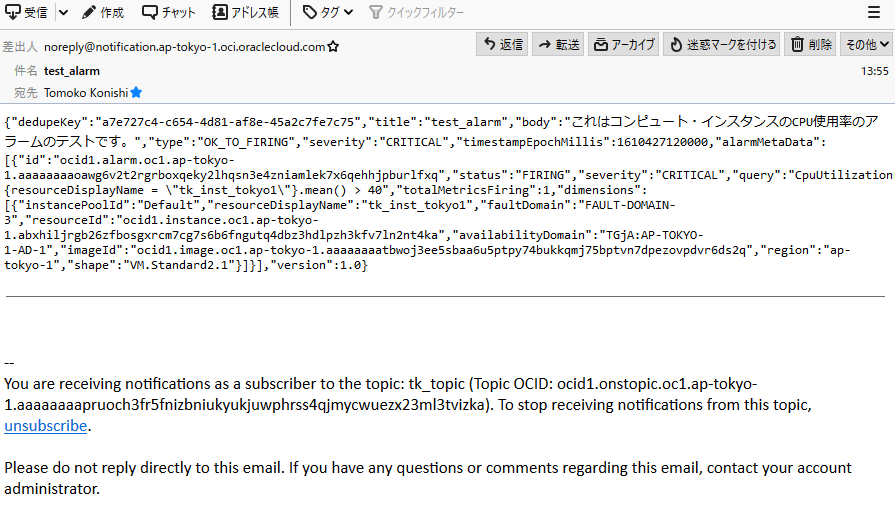 受信 作成 チャット アドレス帳 タグ クイックフィルター
差出人 noreply@notification.ap-tokyo-1.oci.oraclecloud.com 返信 転送 アーカイブ 迷惑マークを付ける 削除 その他
件名 test_alarm 13:55
宛先 Tomoko Konishi
{"dedupeKey":"a7e727c4-c654-4d81-af8e-45a2c7fe7c75","title":"test_alarm","body":"これはコンピュート・インスタンスのCPU使用率のア
ラームのテストです。","type":"OK_TO_FIRING","severity":"CRITICAL","timestampEpochMillis":1610427120000,"alarmMetaData":
[{"id":"ocid1.alarm.oc1.ap-tokyo-
1.aaaaaaaaoawg6v2t2rgrboxqeky2lhqsn3e4zniamlek7x6qehhjpburlfxq","status":"FIRING","severity":"CRITICAL","query":"CpuUtilization
{resourceDisplayName = \"tk_inst_tokyo1\"}.mean() > 40","totalMetricsFiring":1,"dimensions":
[{"instancePoolId":"Default","resourceDisplayName":"tk_inst_tokyo1","faultDomain":"FAULT-DOMAIN-
3","resourceId":"ocid1.instance.oc1.ap-tokyo-
1.abxhiljrgb26zfbosgxrcm7cg7s6b6fngutq4dbz3hdlpzh3kfv7ln2nt4ka","availabilityDomain":"TGjA:AP-TOKYO-
1-AD-1","imageId":"ocid1.image.oc1.ap-tokyo-1.aaaaaaaatbwoj3ee5sbaa6u5ptpy74bukkqmj75bptvn7dpezovpdvr6ds2q","region":"ap-
tokyo-1","shape":"VM.Standard2.1"}]}],"version":1.0}
--
You are receiving notifications as a subscriber to the topic: tk_topic (Topic OCID: ocid1.onstopic.oc1.ap-tokyo-
1.aaaaaaaapruoch3fr5fnizbniukyukjuwphrss4qjmycwuezx23ml3tvizka). To stop receiving notifications from this topic,
unsubscribe.
Please do not reply directly to this email. If you have any questions or comments regarding this email, contact your account
administrator.